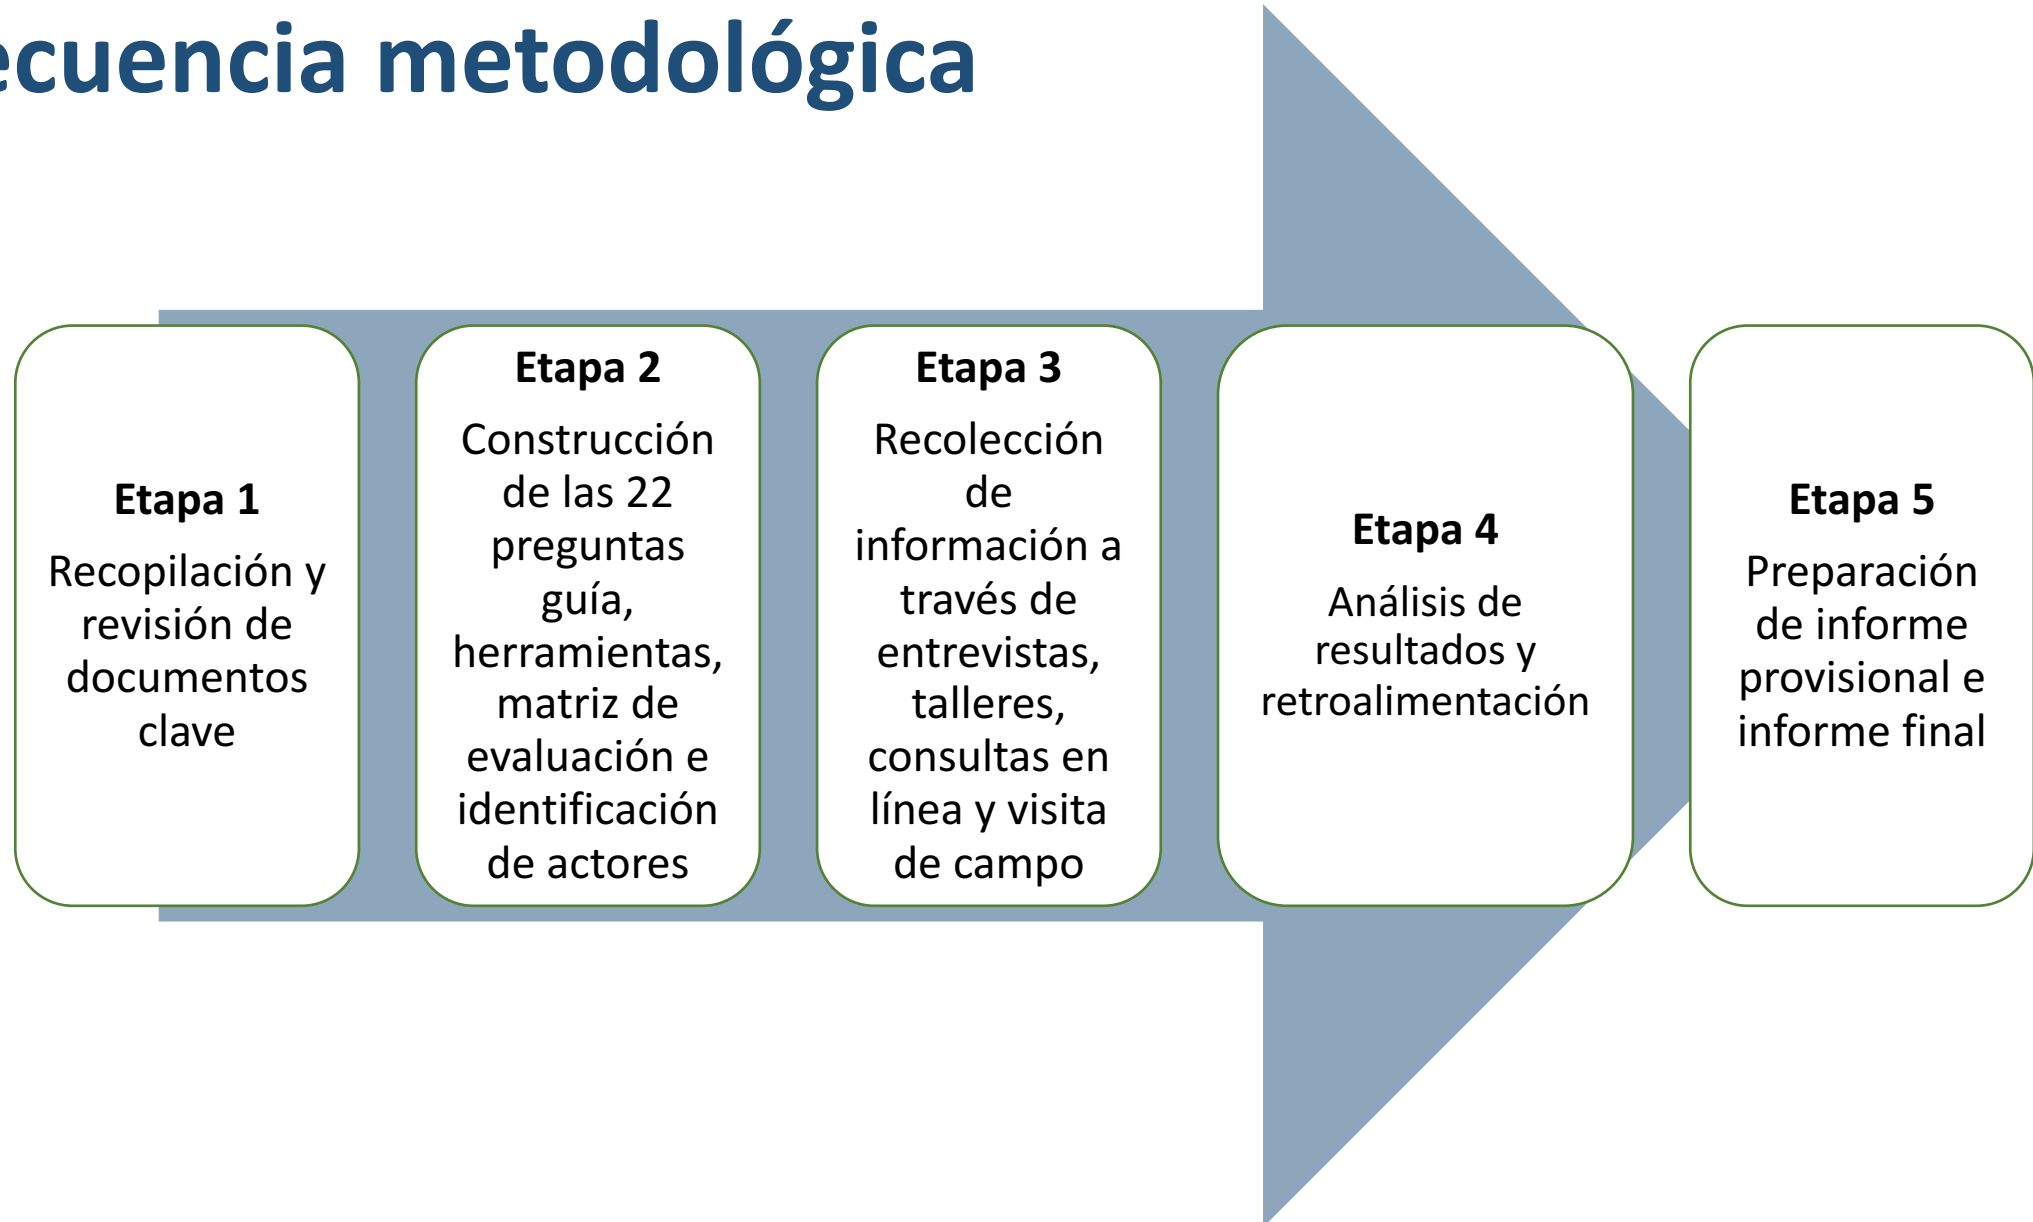 ecuencia metodológica
Etapa 1
Recopilación y
revisión de
documentos
clave
Etapa 2
Construcción
de las 22
preguntas
guía,
herramientas,
matriz de
evaluación e
identificación
de actores
Etapa 3
Recolección
de
información a
través de
entrevistas,
talleres,
consultas en
línea y visita
de campo
Etapa 4
Análisis de
resultados y
retroalimentación
Etapa 5
Preparación
de informe
provisional e
informe final